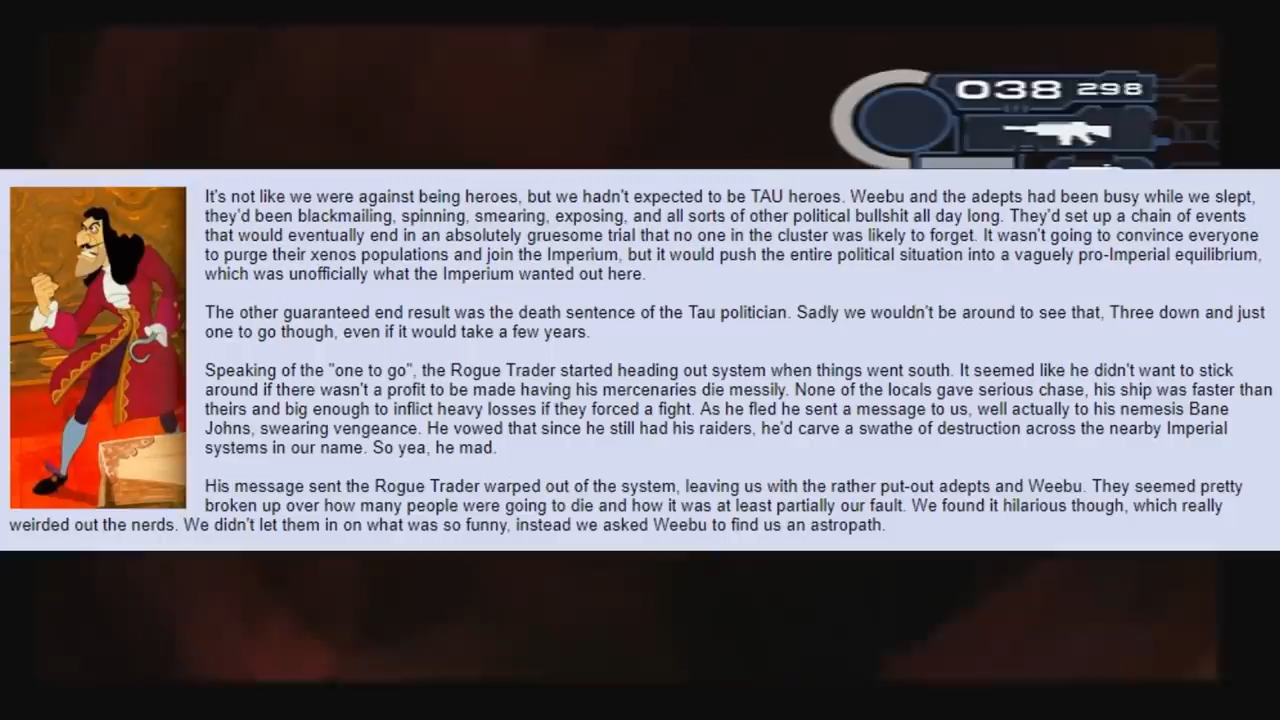 038 298
It's not like we were against being heroes, but we hadn't expected to be TAU heroes. Weebu and the adepts had been busy while we slept,
they'd been blackmailing, spinning, smearing, exposing, and all sorts of other political bullshit all day long. They'd set up a chain of events
that would eventually end in an absolutely gruesome trial that no one in the cluster was likely to forget. It wasn't going to convince everyone
to purge their xenos populations and join the Imperium, but it would push the entire political situation into a vaguely pro-Imperial equilibrium,
which was unofficially what the Imperium wanted out here.
The other guaranteed end result was the death sentence of the Tau politician. Sadly we wouldn't be around to see that, Three down and just
one to go though, even if it would take a few years.
Speaking of the "one to go", the Rogue Trader started heading out system when things went south. It seemed like he didn't want to stick
around if there wasn't a profit to be made having his mercenaries die messily. None of the locals gave serious chase, his ship was faster than
theirs and big enough to inflict heavy losses if they forced a fight. As he fled he sent a message to us, well actually to his nemesis Bane
Johns, swearing vengeance. He vowed that since he still had his raiders, he'd carve a swathe of destruction across the nearby Imperial
systems in our name. So yea, he mad.
His message sent the Rogue Trader warped out of the system, leaving us with the rather put-out adepts and Weebu. They seemed pretty
broken up over how many people were going to die and how it was at least partially our fault. We found it hilarious though, which really
weirded out the nerds. We didn't let them in on what was so funny, instead we asked Weebu to find us an astropath.